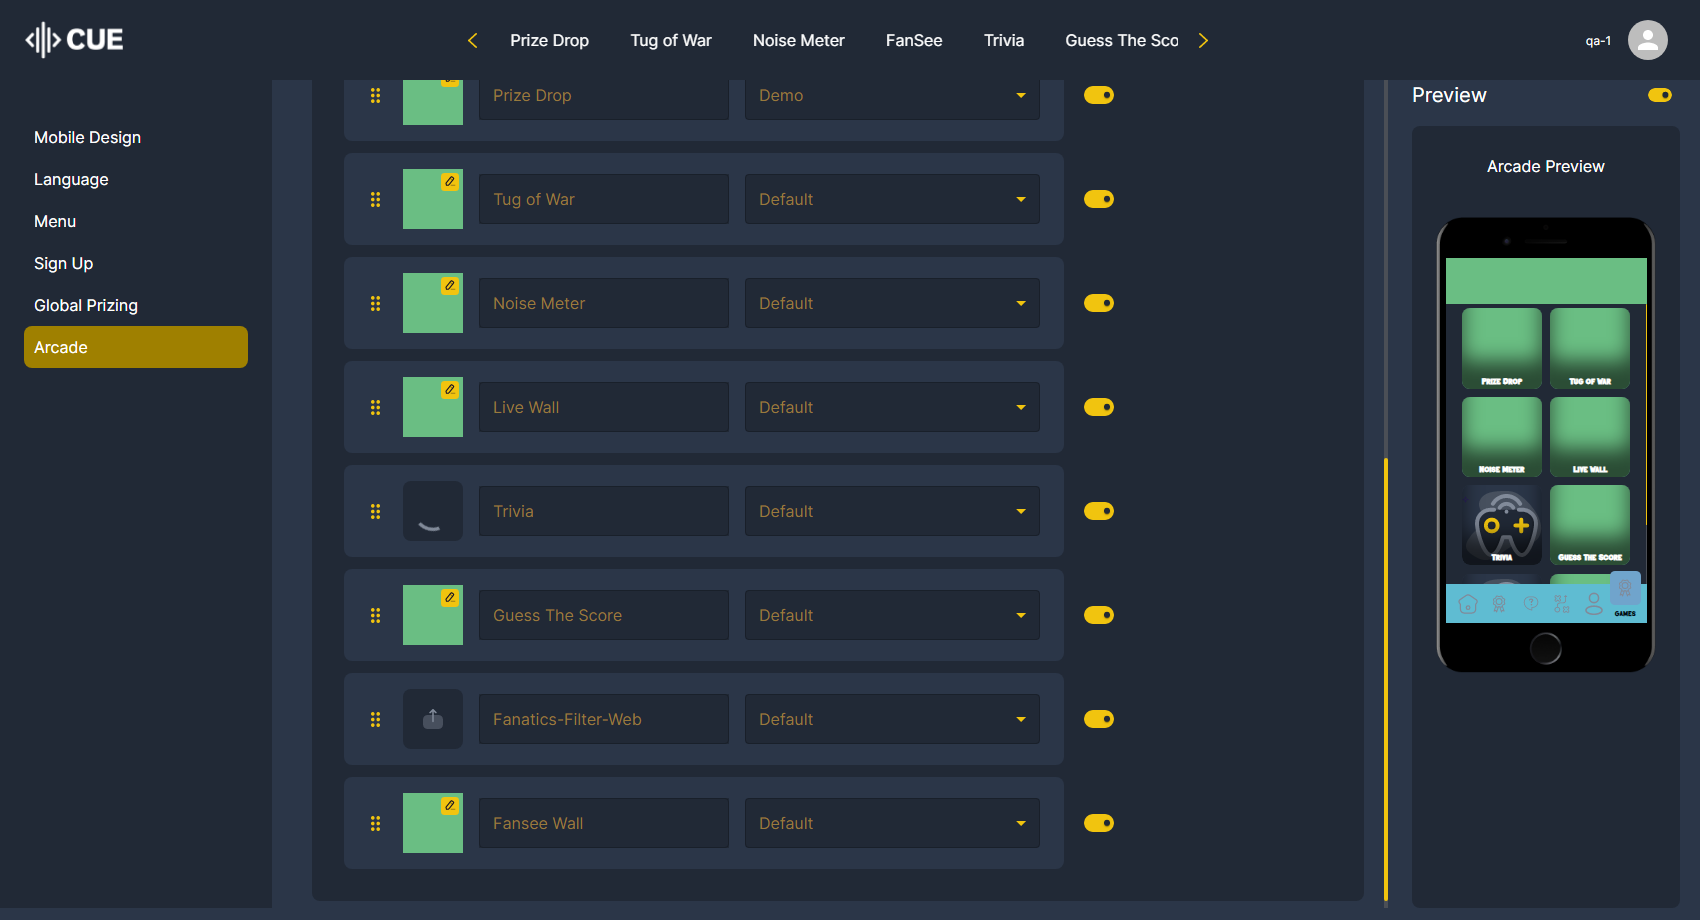 CUE
Prize Drop Tug of War Noise Meter FanSee Trivia Guess The Sco
qa-1
Mobile Design
Language
Menu
Sign Up
Global Prizing
Arcade
Prize Drop Demo
Tug of War Default
Noise Meter Default
Live Wall Default
Trivia Default
Guess The Score Default
Fanatics-Filter-Web Default
Fansee Wall Default
Preview
Arcade Preview
Prize Drop Tug of War
Noise Meter Live Wall
Trivia Guess The Score
GAMES